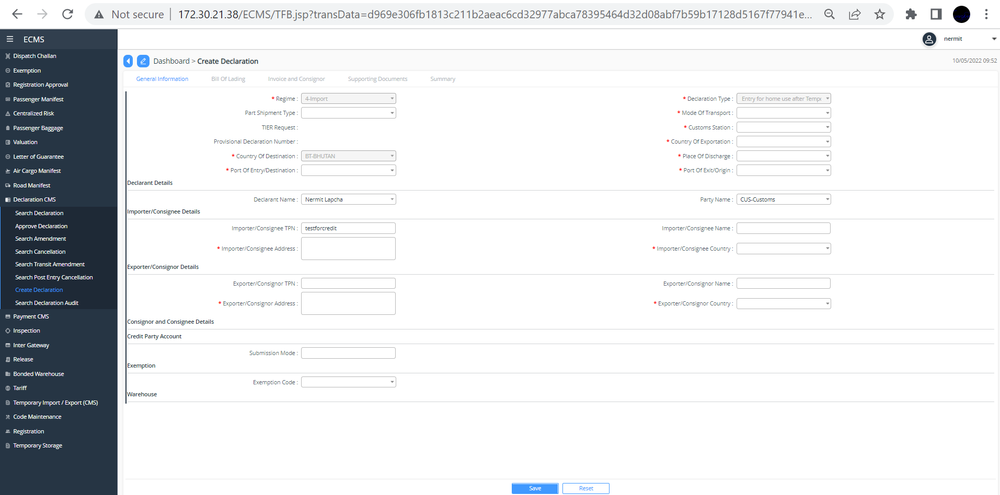 Not secure | 172.30.21.38/ECMS/TFB.jsp?transData=d969e306fb1813c211b2aeac6cd32977abca78395464d32d08abf7b59b17128d5167f77941e...
ECMS
nermit
Dispatch Challan
Exemption
Registration Approval
Passenger Manifest
Centralized Risk
Passenger Baggage
Valuation
Letter of Guarantee
Air Cargo Manifest
Road Manifest
Declaration CMS
Search Declaration
Approve Declaration
Search Amendment
Search Cancellation
Search Transit Amendment
Search Post Entry Cancellation
Create Declaration
Search Declaration Audit
Payment CMS
Inspection
Inter Gateway
Release
Bonded Warehouse
Tariff
Temporary Import / Export (CMS)
Code Maintenance
Registration
Temporary Storage
Dashboard > Create Declaration
10/05/2022 09:52
General Information Bill Of Lading Invoice and Consignor Supporting Documents Summary
* Regime : 4-Import * Declaration Type : Entry for home use after Tempo
Part Shipment Type : * Mode Of Transport :
TIER Request : * Customs Station :
Provisional Declaration Number : * Country Of Exportation :
* Country Of Destination : BT-BHUTAN * Place Of Discharge :
* Port Of Entry/Destination : * Port Of Exit/Origin :
Declarant Details
Declarant Name : Nermit Lapcha Party Name : CUS-Customs
Importer/Consignee Details
Importer/Consignee TPN : testforcredit Importer/Consignee Name :
* Importer/Consignee Address : * Importer/Consignee Country :
Exporter/Consignor Details
Exporter/Consignor TPN : Exporter/Consignor Name :
* Exporter/Consignor Address : * Exporter/Consignor Country :
Consignor and Consignee Details
Credit Party Account
Submission Mode :
Exemption
Exemption Code :
Warehouse
Save Reset